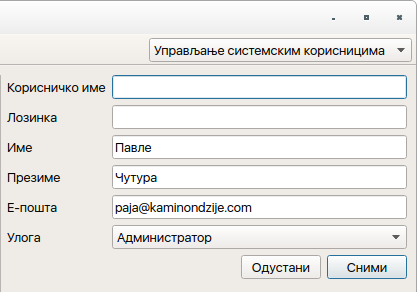 Управљање системским корисницима
Корисничко име
Лозинка
Име Павле
Презиме Чутура
Е-пошта paja@kaminondzije.com
Улога Администратор
Одустани Сними